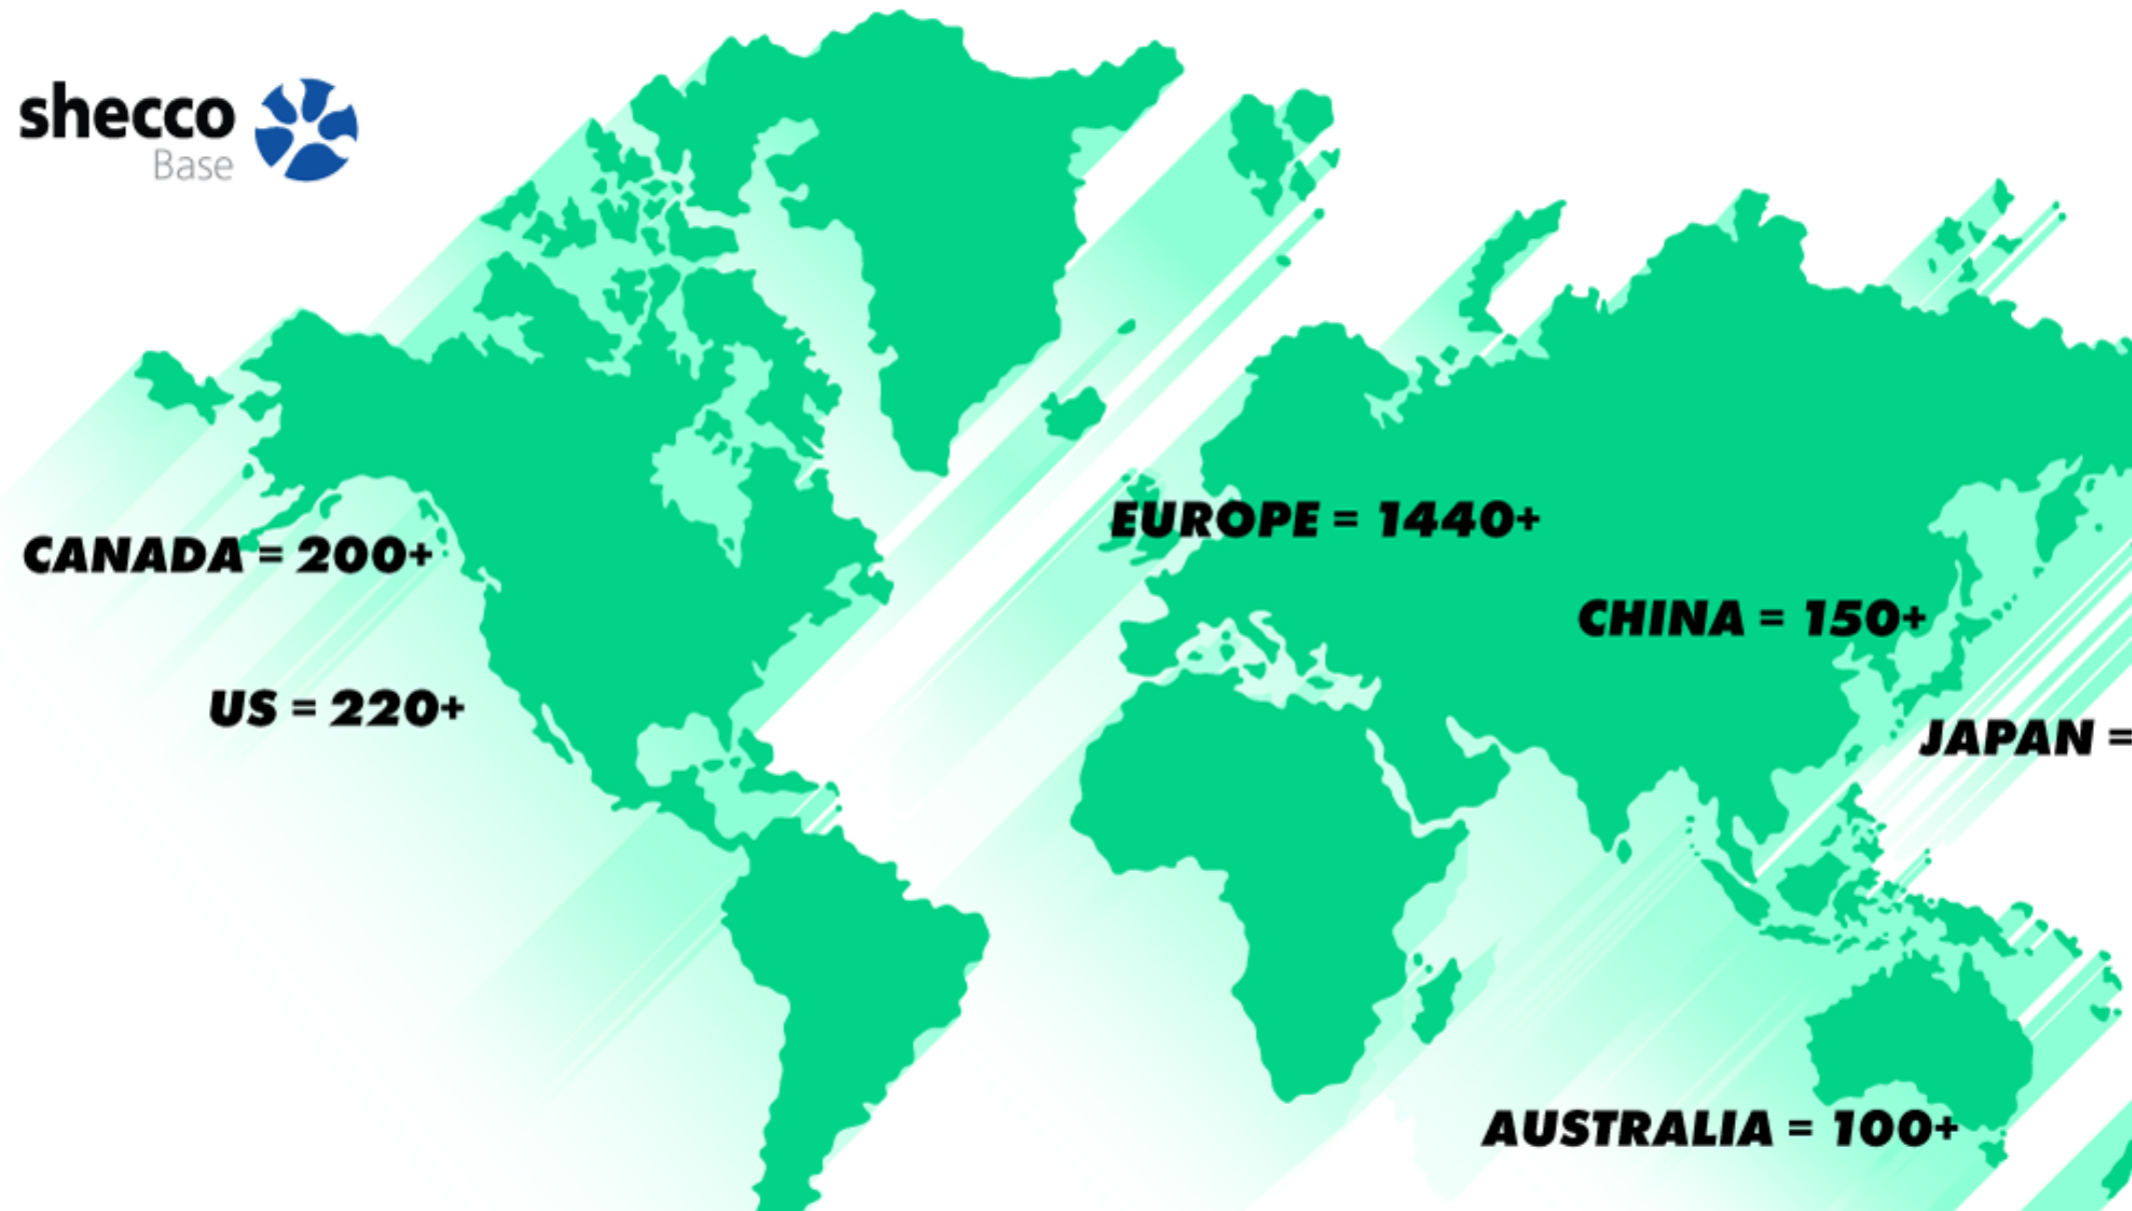 shecco
Base
EUROPE = 1440+
CANADA = 200+
CHINA = 150+
US = 220+
JAPAN =
AUSTRALIA = 100+